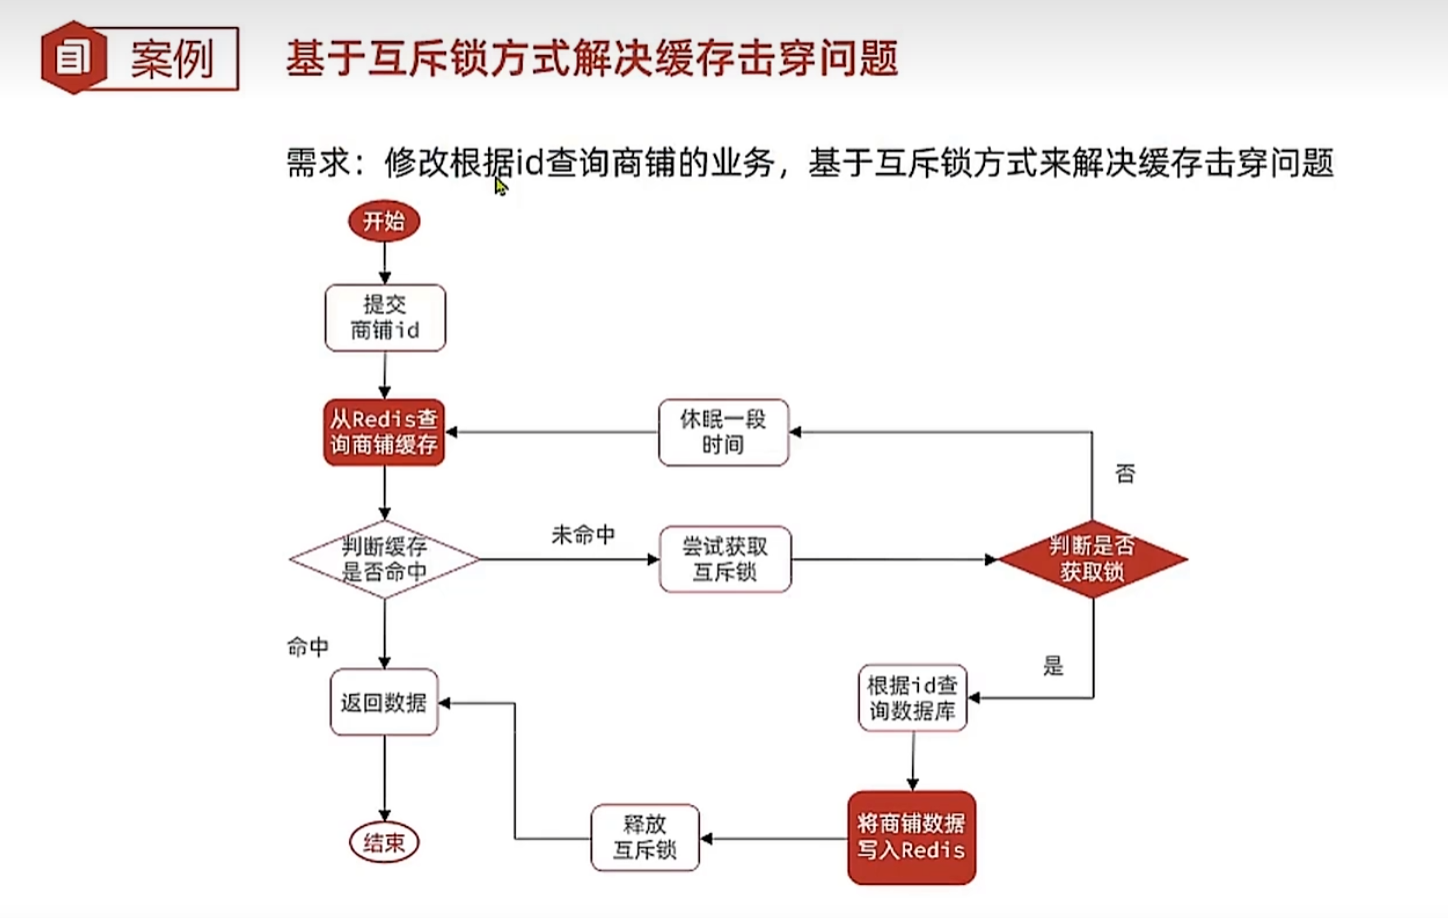 案例
基于互斥锁方式解决缓存击穿问题
需求：修改根据id查询商铺的业务，基于互斥锁方式来解决缓存击穿问题
开始
提交
商铺id
从Redis查
询商铺缓存
休眠一段
时间
否
判断缓存
是否命中
未命中
尝试获取
互斥锁
判断是否
获取锁
命中
是
返回数据
根据id查
询数据库
结束
释放
互斥锁
将商铺数据
写入Redis